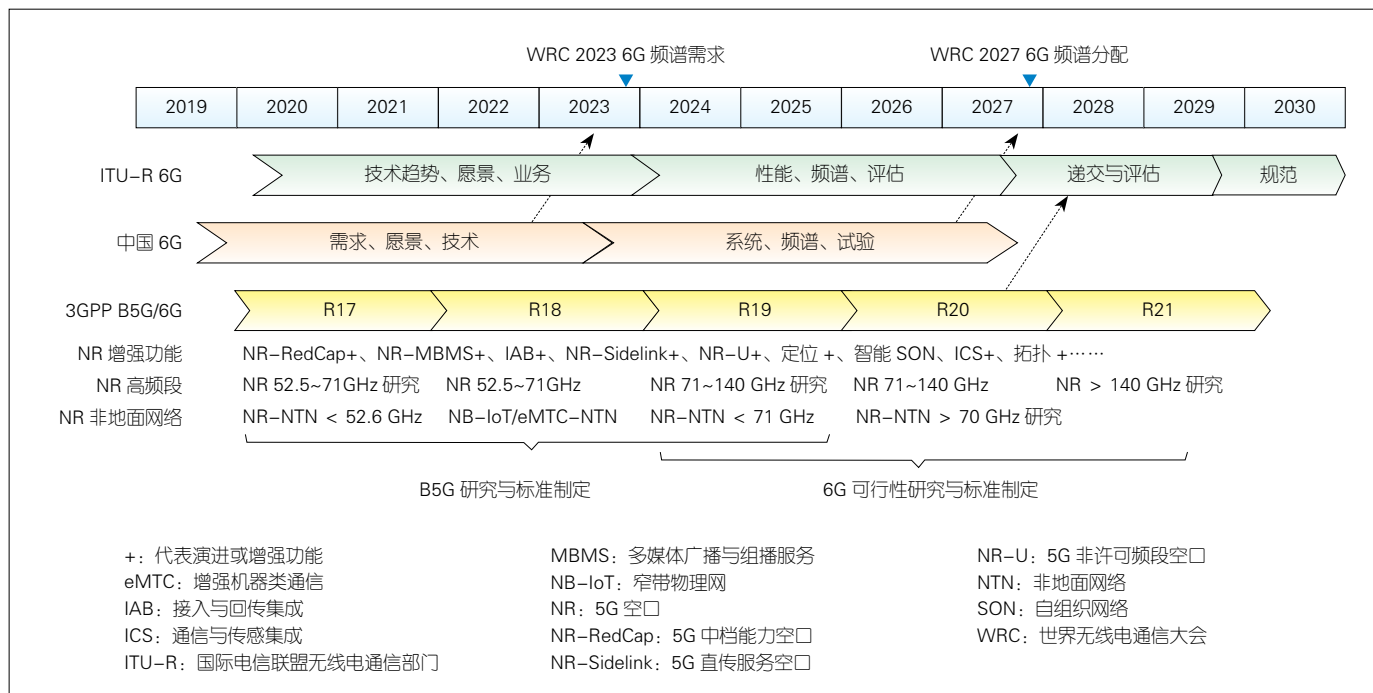 WRC 2023 6G 频谱需求 WRC 2027 6G 频谱分配
2019 2020 2021 2022 2023 2024 2025 2026 2027 2028 2029 2030
ITU-R 6G 技术趋势、愿景、业务 性能、频谱、评估 递交与评估 规范
中国 6G 需求、愿景、技术 系统、频谱、试验
3GPP B5G/6G R17 R18 R19 R20 R21
NR 增强功能 NR-RedCap+、NR-MBMS+、IAB+、NR-Sidelink+、NR-U+、定位 +、智能 SON、ICS+、拓扑 +……
NR 高频段 NR 52.5~71GHz 研究 NR 52.5~71GHz NR 71~140 GHz 研究 NR 71~140 GHz NR > 140 GHz 研究
NR 非地面网络 NR-NTN < 52.6 GHz NB-IoT/eMTC-NTN NR-NTN < 71 GHz NR-NTN > 70 GHz 研究
B5G 研究与标准制定 6G 可行性研究与标准制定
+：代表演进或增强功能
eMTC：增强机器类通信
IAB：接入与回传集成
ICS：通信与传感集成
ITU-R：国际电信联盟无线电通信部门
MBMS：多媒体广播与组播服务
NB-IoT：窄带物理网
NR：5G 空口
NR-RedCap：5G 中档能力空口
NR-Sidelink：5G 直传服务空口
NR-U：5G 非许可频段空口
NTN：非地面网络
SON：自组织网络
WRC：世界无线电通信大会